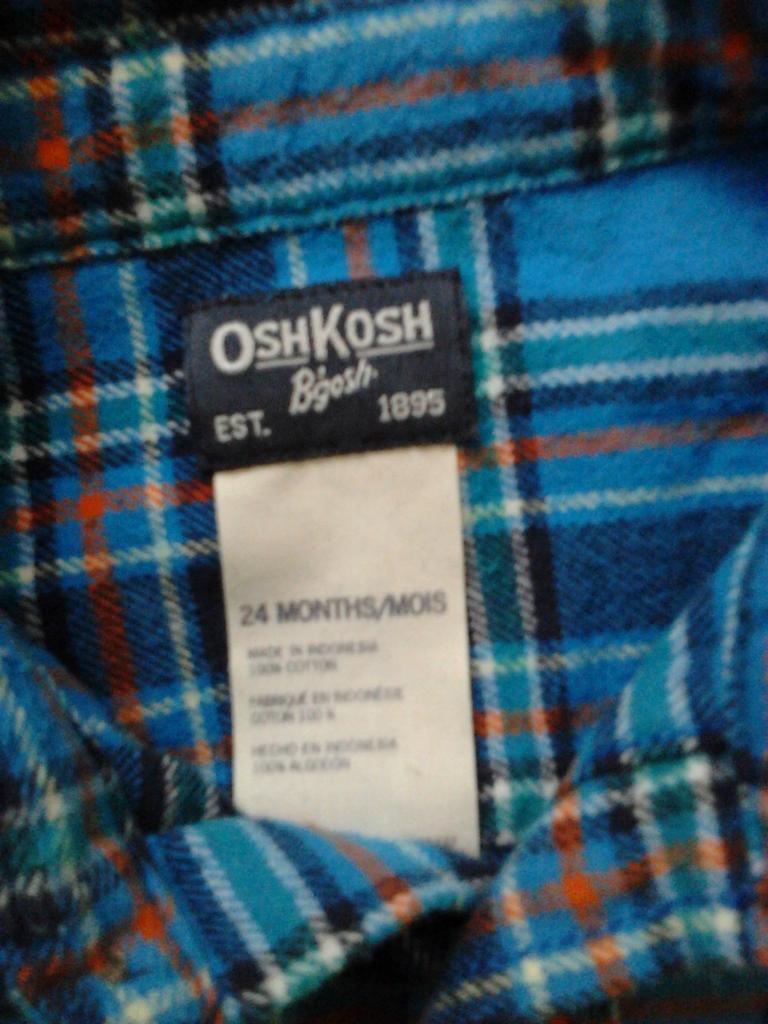 OSHKOSH
B'gosh
EST. 1895
24 MONTHS/MOIS
MADE IN INDONESIA
100% COTTON
FABRIQUÉ EN INDONÉSIE
COTON 100 %
HECHO EN INDONESIA
100% ALGODÓN